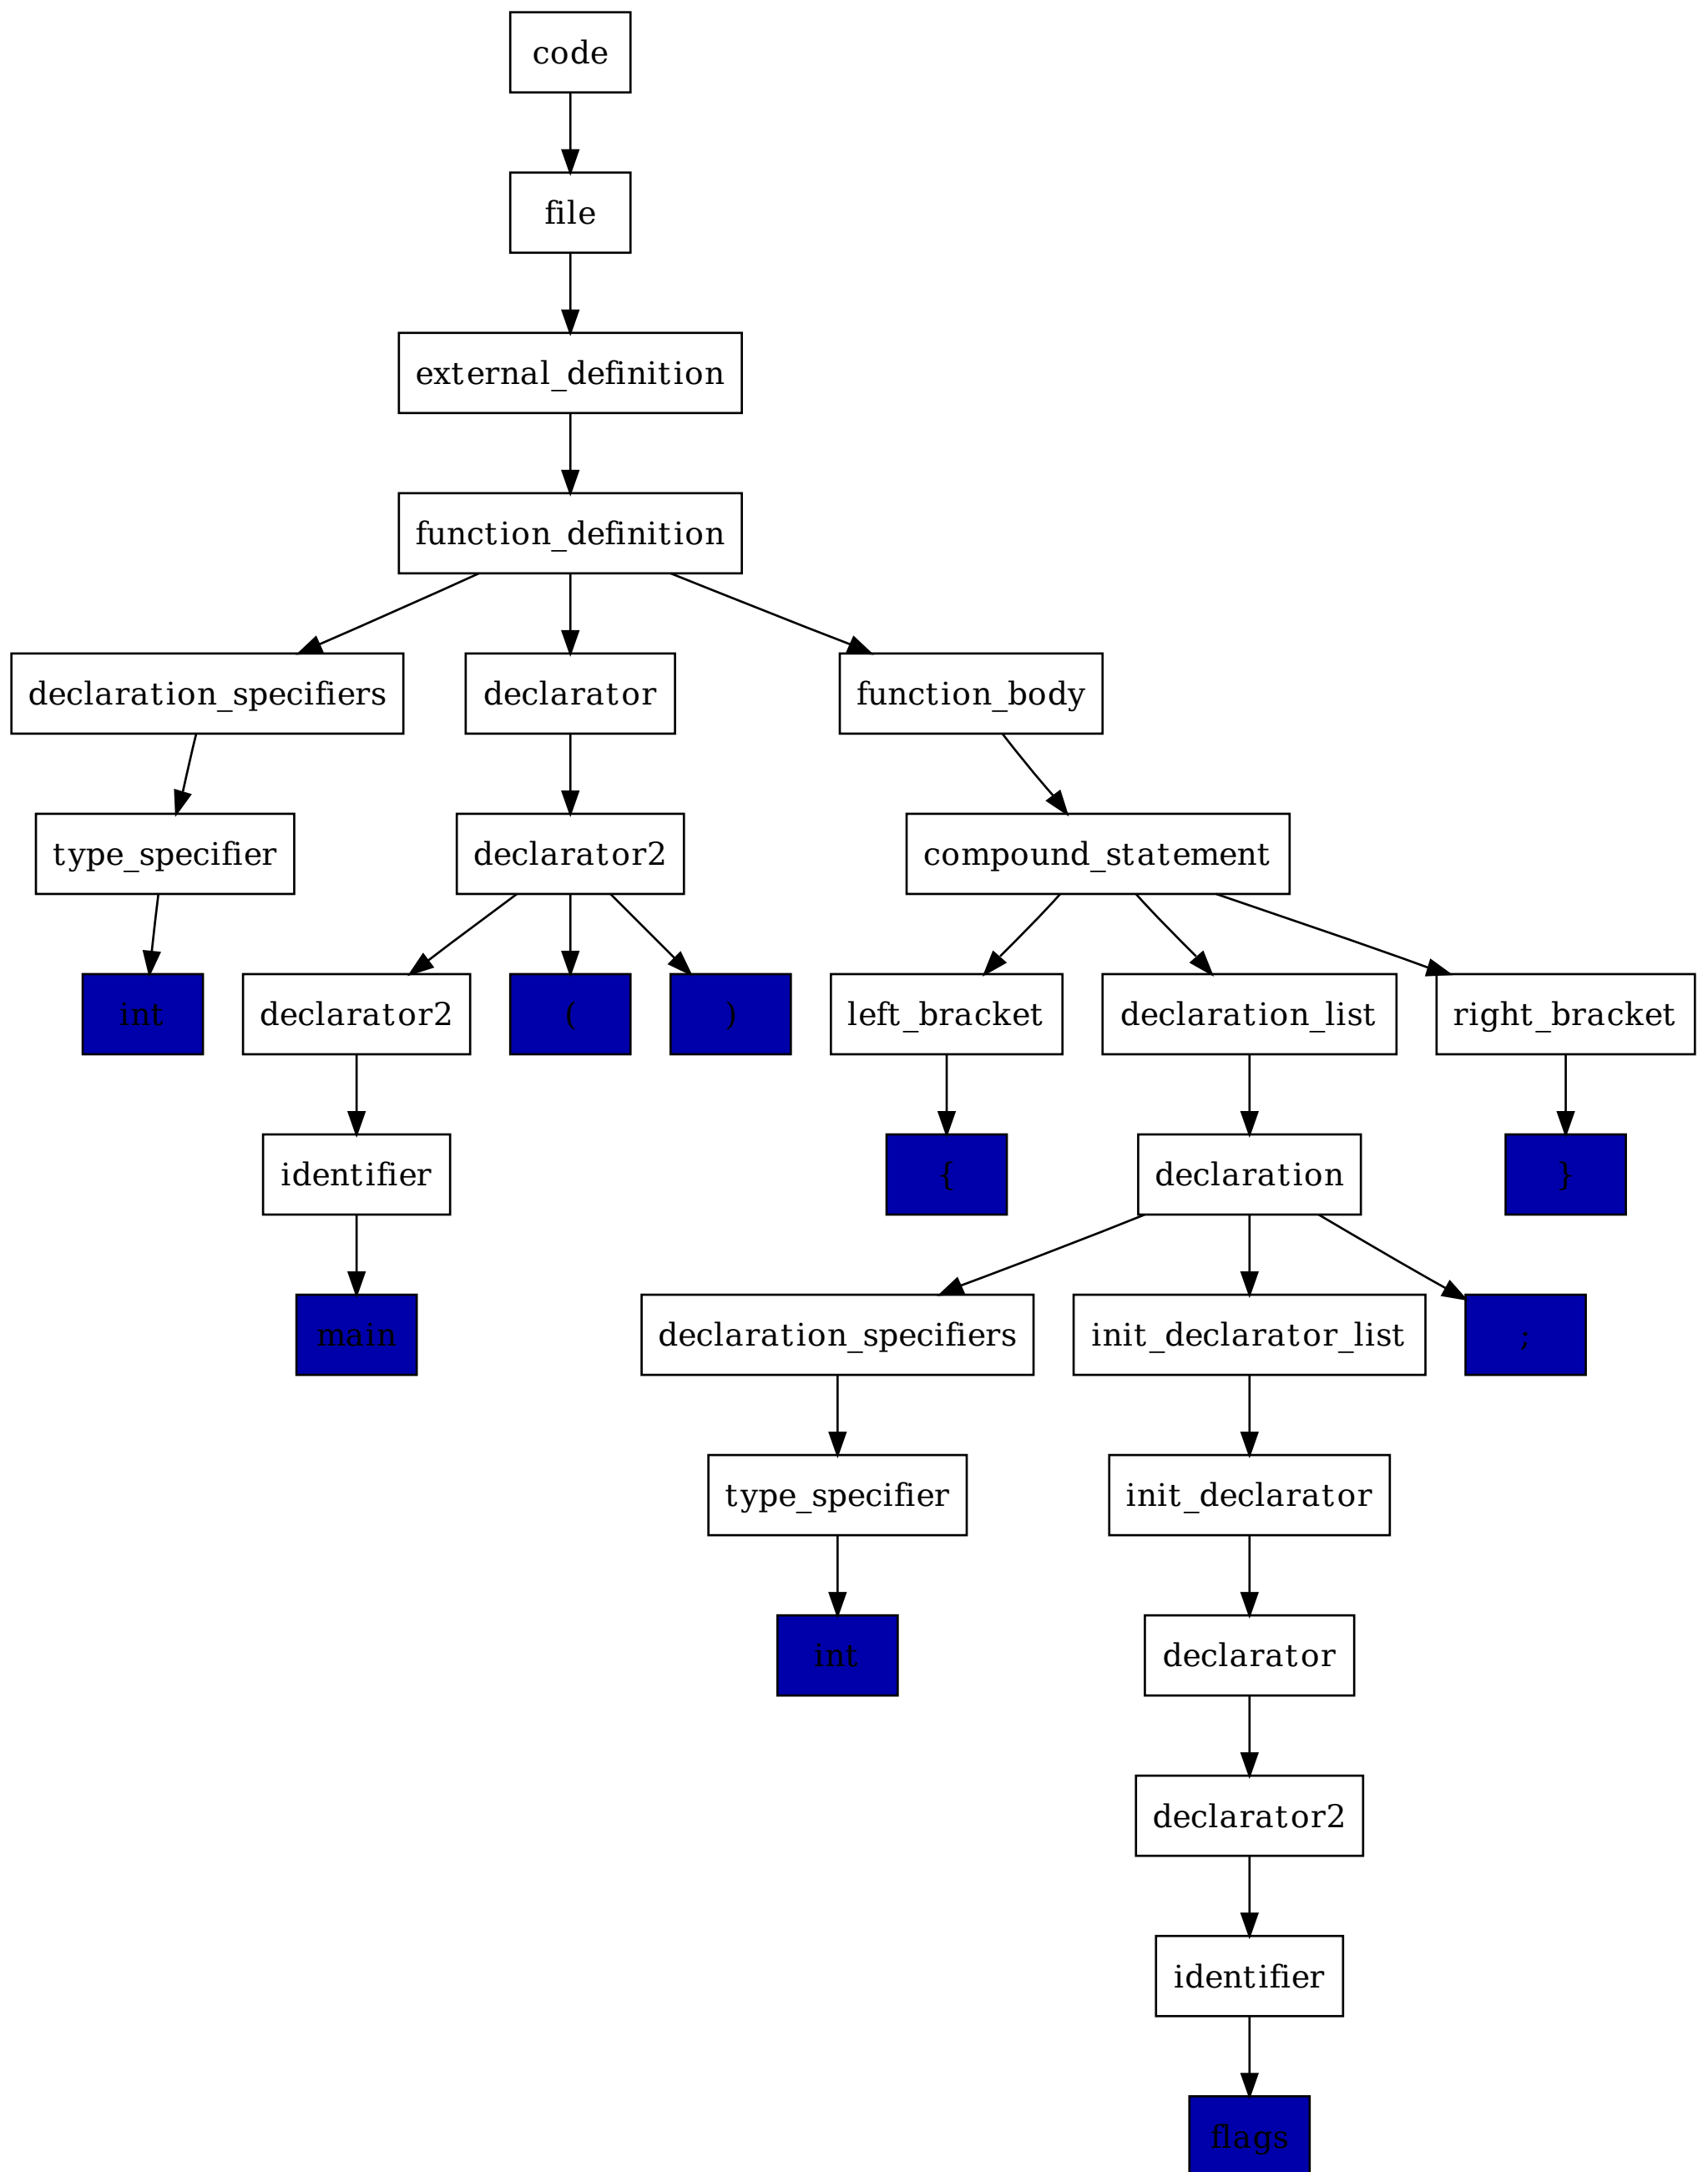 code
file
external_definition
function_definition
declaration_specifiers declarator function_body
type_specifier declarator2 compound_statement
int declarator2 ( ) left_bracket declaration_list right_bracket
identifier { declaration }
main declaration_specifiers init_declarator_list ;
type_specifier init_declarator
int declarator
declarator2
identifier
flags